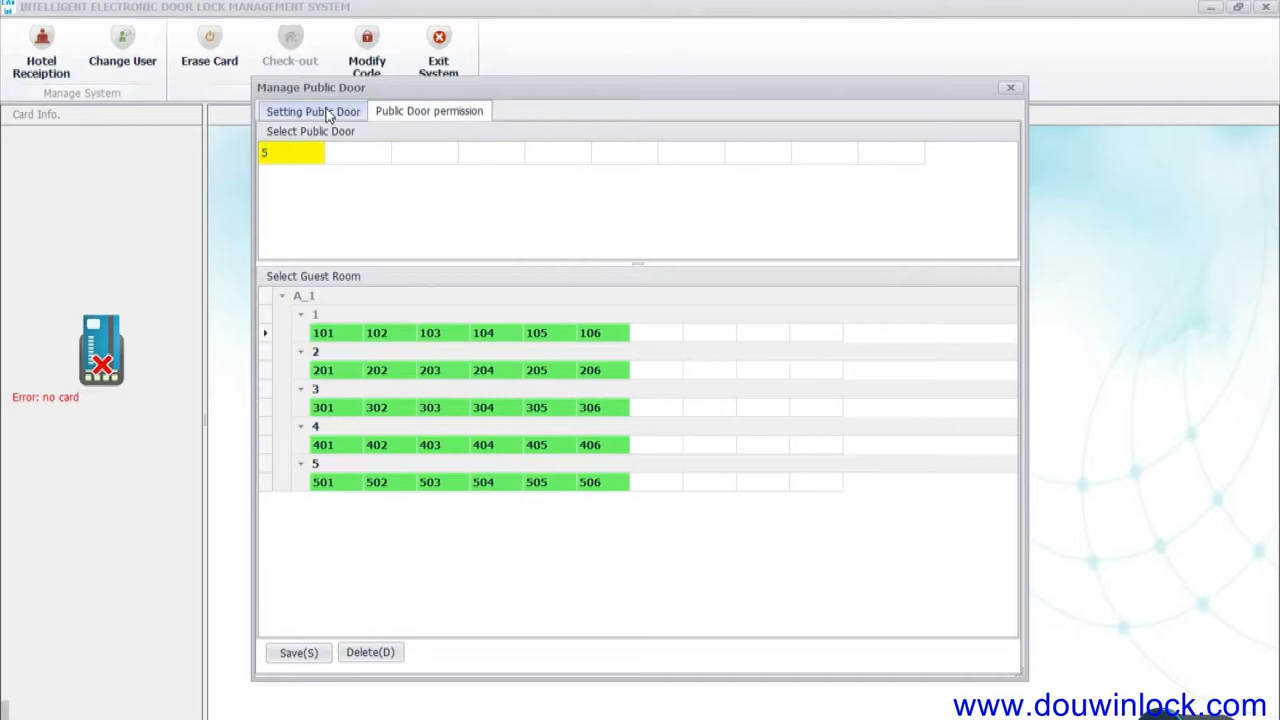 INTELLIGENT ELECTRONIC DOOR LOCK MANAGEMENT SYSTEM
Hotel Receiption
Change User
Erase Card
Check-out
Modify Code
Exit System
Manage System
Card Info.
Error: no card
Manage Public Door
Setting Public Door
Public Door permission
Select Public Door
5
Select Guest Room
A_1
1
101 102 103 104 105 106
2
201 202 203 204 205 206
3
301 302 303 304 305 306
4
401 402 403 404 405 406
5
501 502 503 504 505 506
Save(S)
Delete(D)
www.douwinlock.com